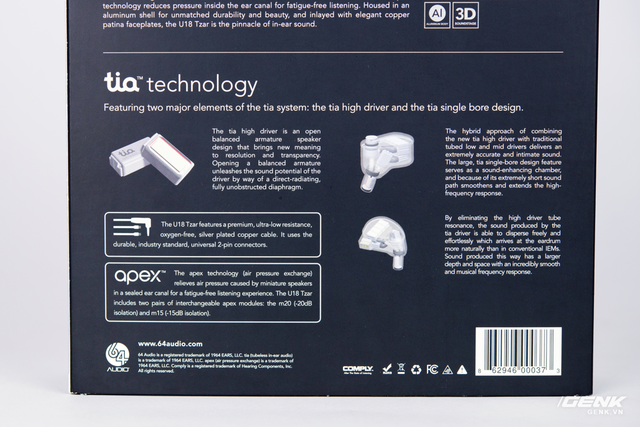 technology reduces pressure inside the ear canal for fatigue-free listening. Housed in an
aluminum shell for unmatched durability and beauty, and inlayed with elegant copper
patina faceplates, the U18 Tzar is the pinnacle of in-ear sound.
Al
ALUMINUM BODY
3D
SOUNDSTAGE
tia™ technology
Featuring two major elements of the tia system: the tia high driver and the tia single bore design.
tia
The tia high driver is an open
balanced armature speaker
design that brings new meaning
to resolution and transparency.
Opening a balanced armature
unleashes the sound potential of the
driver by way of a direct-radiating,
fully unobstructed diaphragm.
The hybrid approach of combining
the new tia high driver with traditional
tubed low and mid drivers delivers an
extremely accurate and intimate sound.
The large, tia single-bore design feature
serves as a sound-enhancing chamber,
and because of its extremely short sound
path smoothens and extends the high-
frequency response.
The U18 Tzar features a premium, ultra-low resistance,
oxygen-free, silver plated copper cable. It uses the
durable, industry standard, universal 2-pin connectors.
By eliminating the high driver tube
resonance, the sound produced by the
tia driver is able to disperse freely and
effortlessly which arrives at the eardrum
more naturally than in conventional IEMs.
Sound produced this way has a larger
depth and space with an incredibly smooth
and musical frequency response.
apex™ The apex technology (air pressure exchange)
relieves air pressure caused by miniature speakers
in a sealed ear canal for a fatigue-free listening experience. The U18 Tzar
includes two pairs of interchangeable apex modules: the m20 (-20dB
isolation) and m15 (-15dB isolation).
64
AUDIO
www.64audio.com
64 Audio is a registered trademark of 1964 EARS, LLC. tia (tubeless in-ear audio)
is a trademark of 1964 EARS, LLC. apex (air pressure exchange) is a trademark of
1964 EARS, LLC. Comply is a registered trademark of Hearing Components, Inc.
All rights reserved.
COMPLY
FC
8 62946 00037 3
GENK
GENK.VN